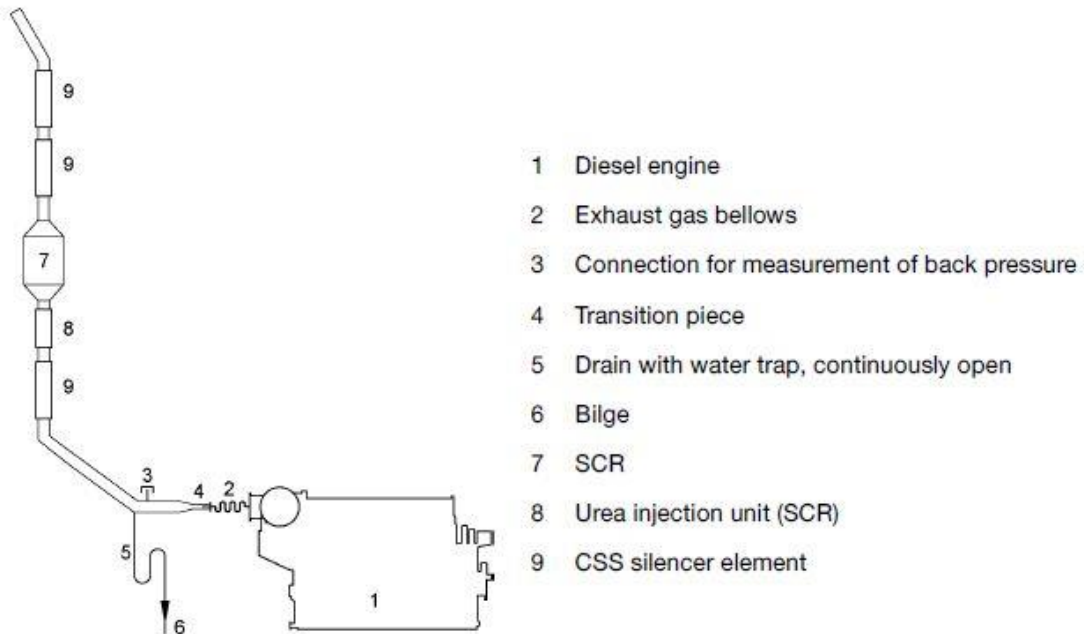 9
9
7
8
9
3
4
2
5
1
6
1 Diesel engine
2 Exhaust gas bellows
3 Connection for measurement of back pressure
4 Transition piece
5 Drain with water trap, continuously open
6 Bilge
7 SCR
8 Urea injection unit (SCR)
9 CSS silencer element